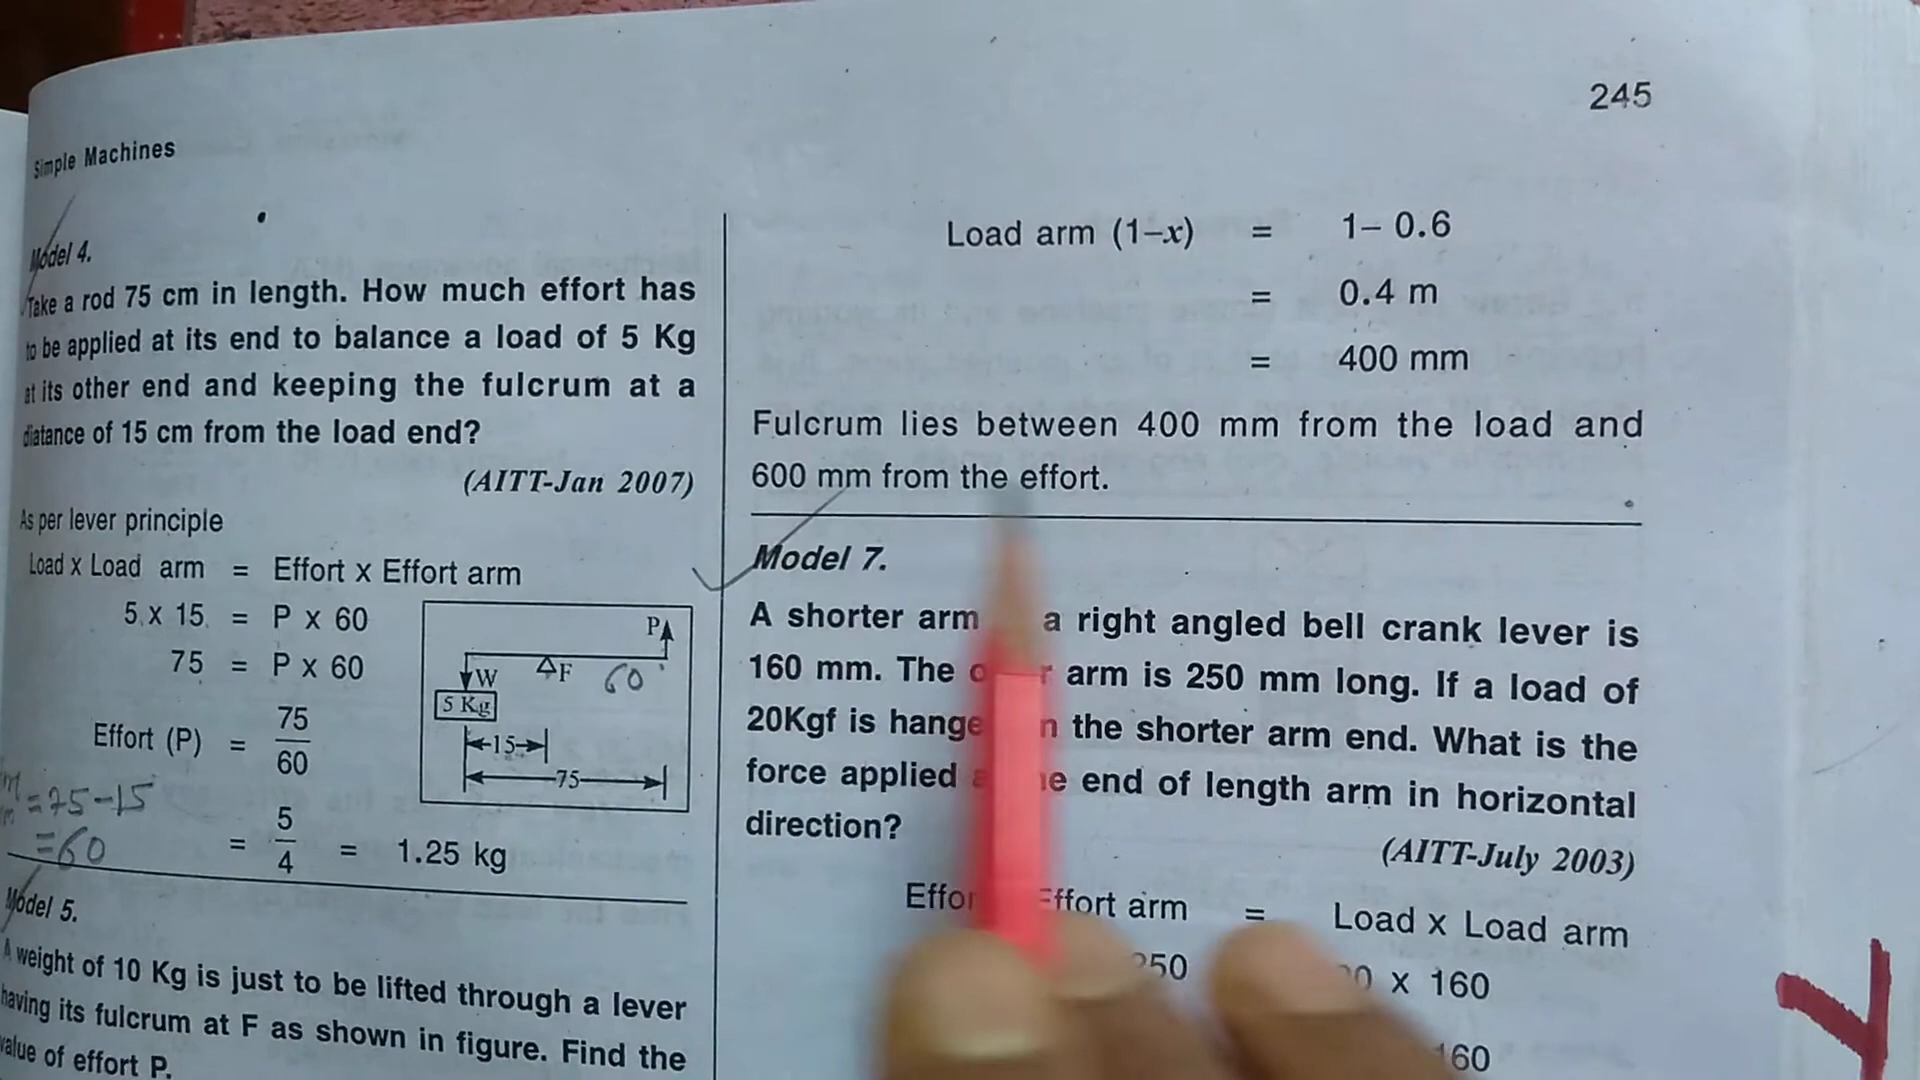 245
Simple Machines
Model 4.
Take a rod 75 cm in length. How much effort has
to be applied at its end to balance a load of 5 Kg
at its other end and keeping the fulcrum at a
diatance of 15 cm from the load end?
(AITT-Jan 2007)
As per lever principle
Load x Load arm = Effort x Effort arm
5 x 15 = P x 60
75 = P x 60
Effort (P) = 75/60
= 5/4 = 1.25 kg
P
W
F
60
5 Kg
15
75
= 75-15
= 60
Model 5.
A weight of 10 Kg is just to be lifted through a lever
having its fulcrum at F as shown in figure. Find the
value of effort P.
Load arm (1–x) = 1– 0.6
= 0.4 m
= 400 mm
Fulcrum lies between 400 mm from the load and
600 mm from the effort.
Model 7.
A shorter arm a right angled bell crank lever is
160 mm. The arm is 250 mm long. If a load of
20Kgf is the shorter arm end. What is the
force applied end of length arm in horizontal
direction?
(AITT-July 2003)
Effort arm = Load x Load arm
x 160